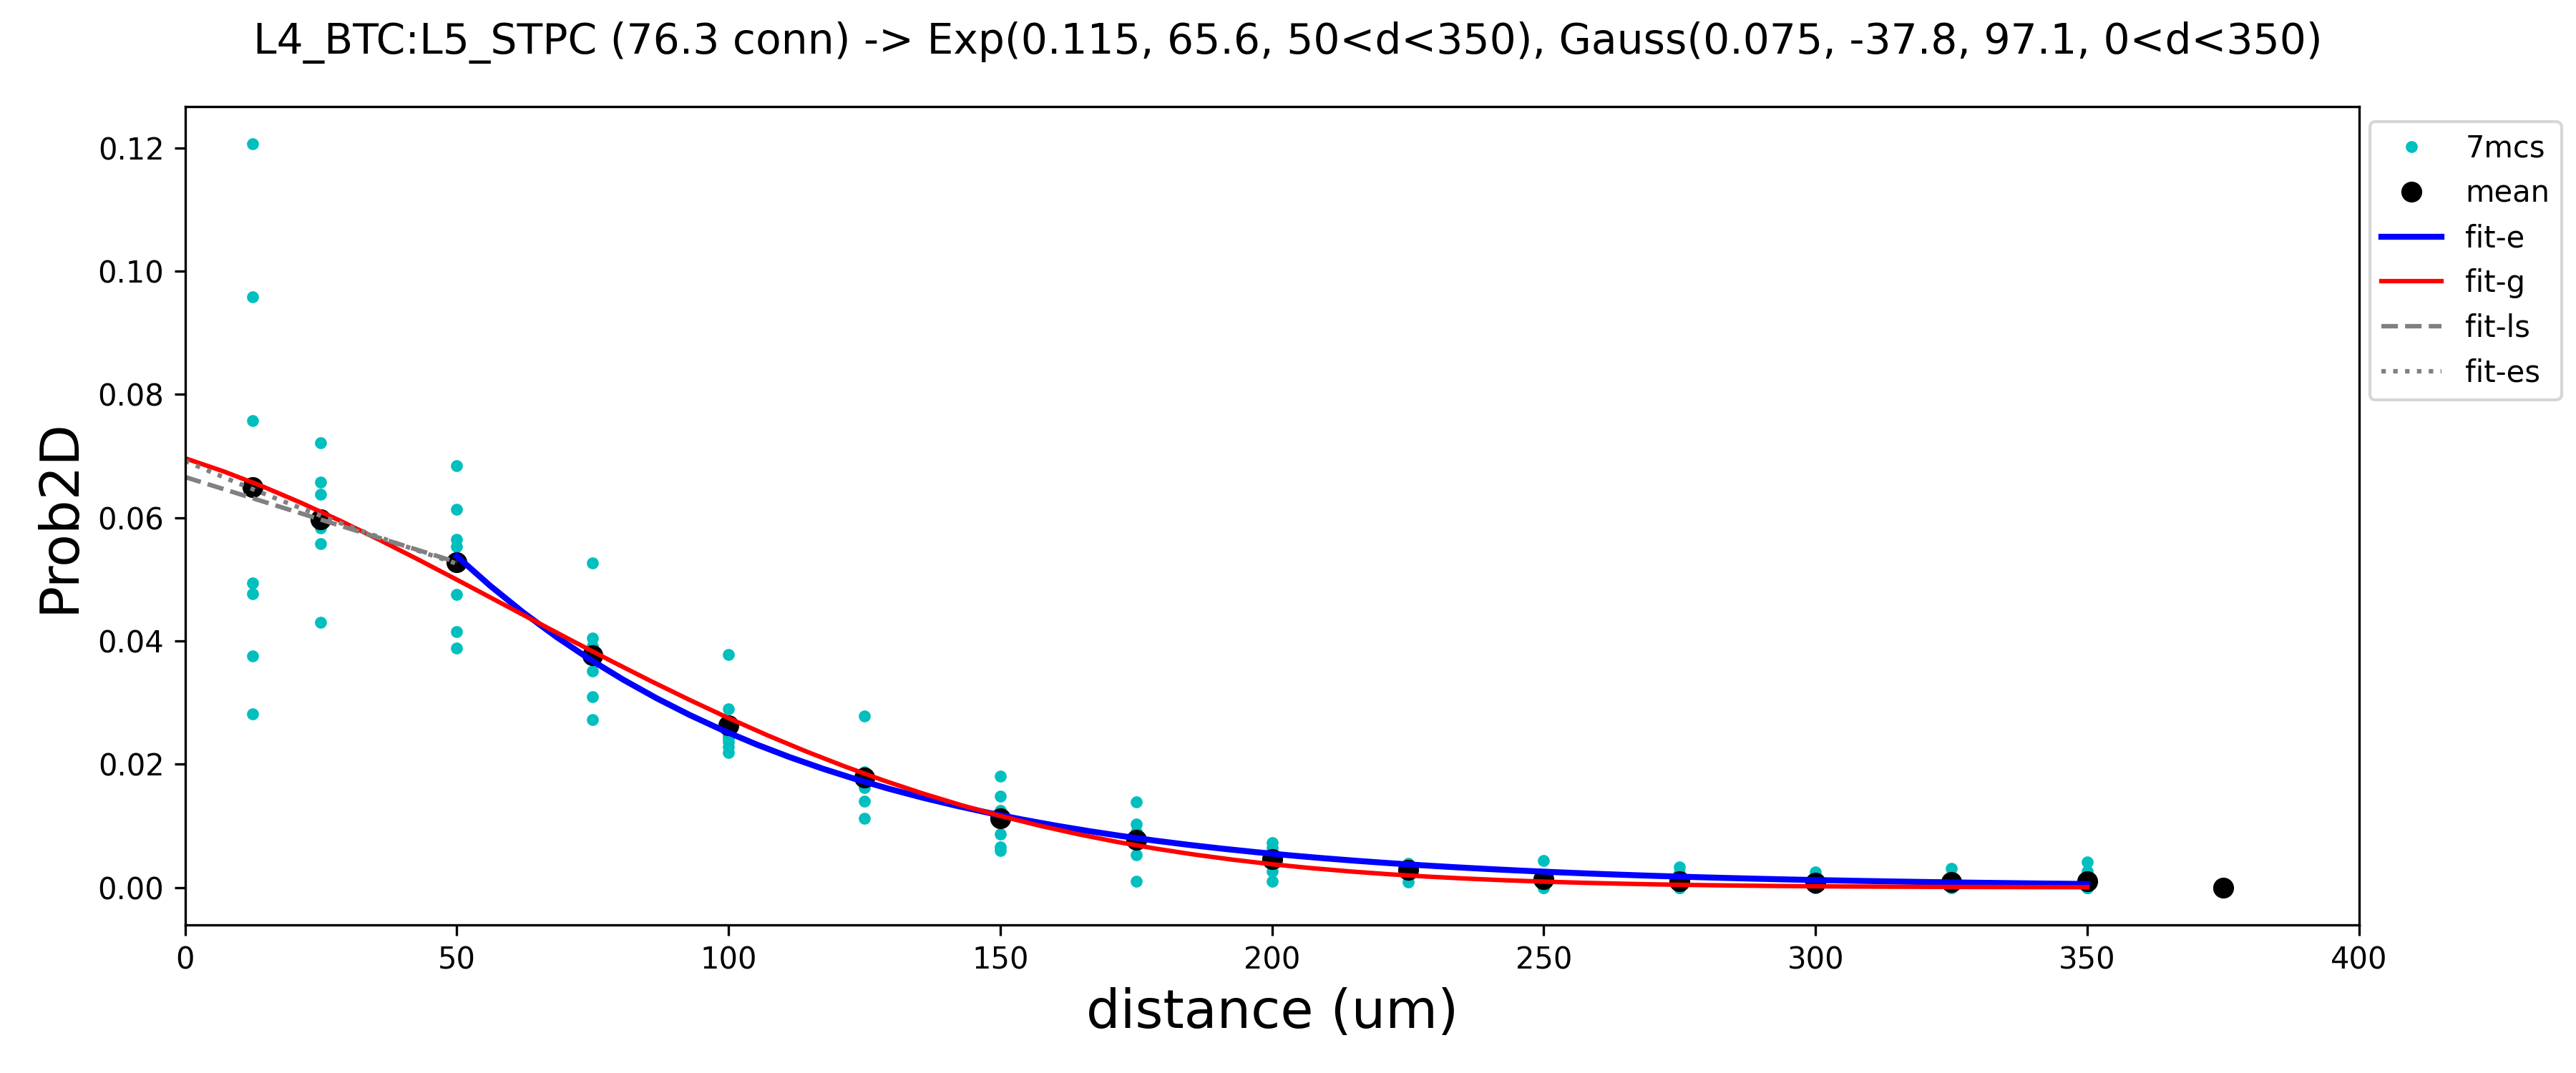 L4_BTC:L5_STPC (76.3 conn) -> Exp(0.115, 65.6, 50<d<350), Gauss(0.075, -37.8, 97.1, 0<d<350)
0.12
0.10
0.08
0.06
0.04
0.02
0.00
Prob2D
0 50 100 150 200 250 300 350 400
distance (um)
7mcs
mean
fit-e
fit-g
fit-ls
fit-es